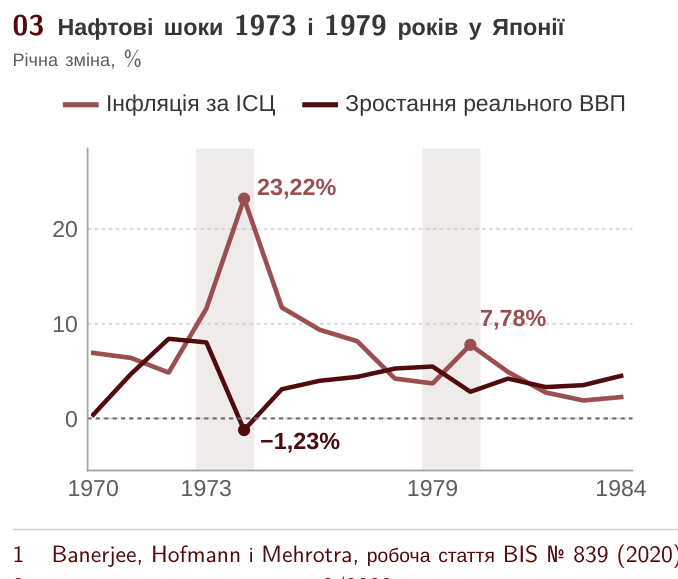 03 Нафтові шоки 1973 і 1979 років у Японії
Річна зміна, %
Інфляція за ІСЦ Зростання реального ВВП
23,22%
20
7,78%
10
0
−1,23%
1970 1973 1979 1984
1 Banerjee, Hofmann і Mehrotra, робоча стаття BIS № 839 (2020)